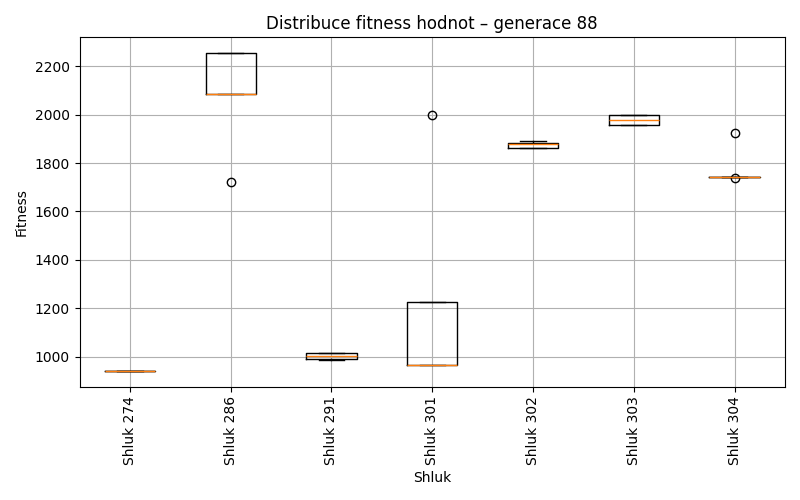 Distribuce fitness hodnot – generace 88
Fitness
2200
2000
1800
1600
1400
1200
1000
Shluk 274
Shluk 286
Shluk 291
Shluk 301
Shluk 302
Shluk 303
Shluk 304
Shluk